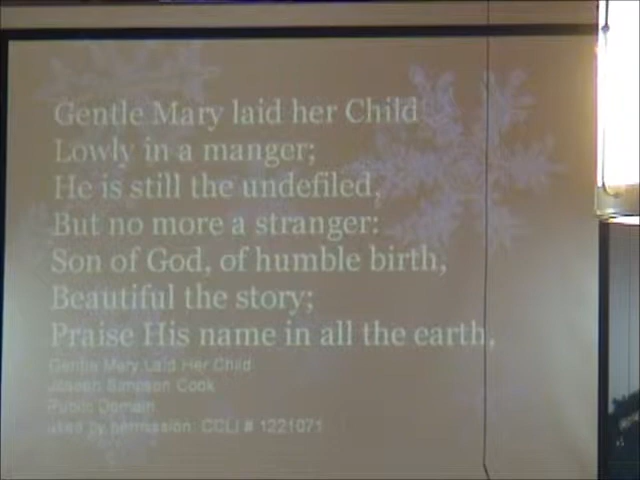 Gentle Mary laid her Child
Lowly in a manger;
He is still the undefiled,
But no more a stranger:
Son of God, of humble birth,
Beautiful the story;
Praise His name in all the earth,
Gentle Mary Laid Her Child
Joseph Simpson Cook
Public Domain
used by permission: CCLI # 1221071